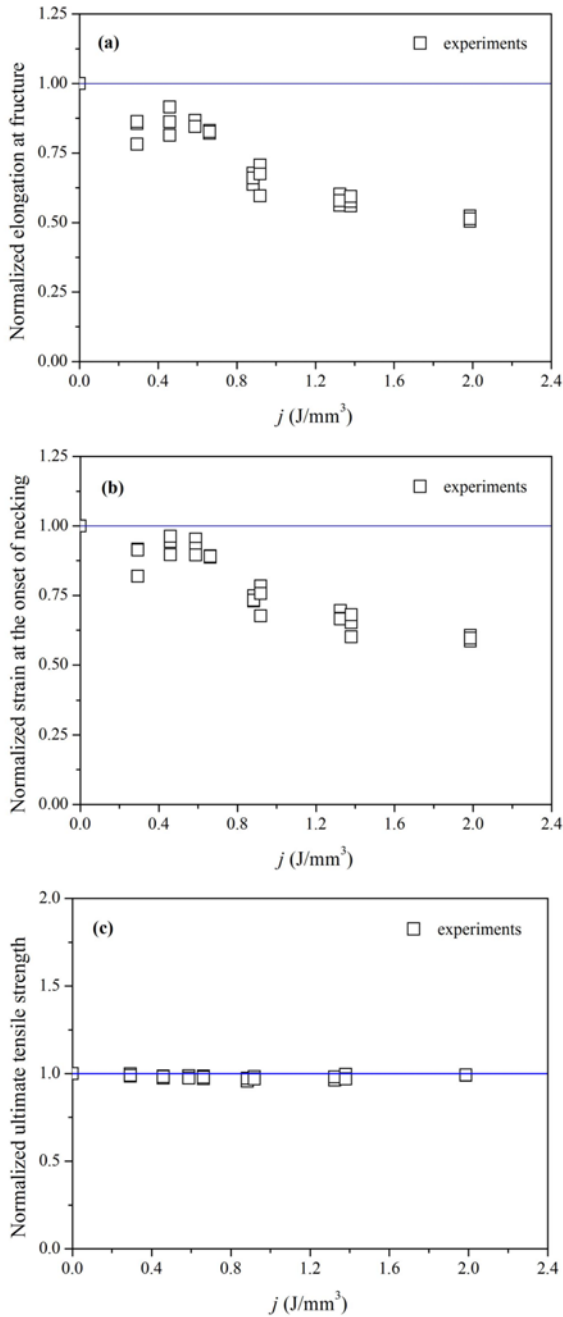 1.25
(a)
experiments
1.00
0.75
0.50
0.25
0.00
Normalized elongation at fructure
0.0 0.4 0.8 1.2 1.6 2.0 2.4
j (J/mm³)
1.25
(b)
experiments
1.00
0.75
0.50
0.25
0.00
Normalized strain at the onset of necking
0.0 0.4 0.8 1.2 1.6 2.0 2.4
j (J/mm³)
2.0
(c)
experiments
1.5
1.0
0.5
0.0
Normalized ultimate tensile strength
0.0 0.4 0.8 1.2 1.6 2.0 2.4
j (J/mm³)